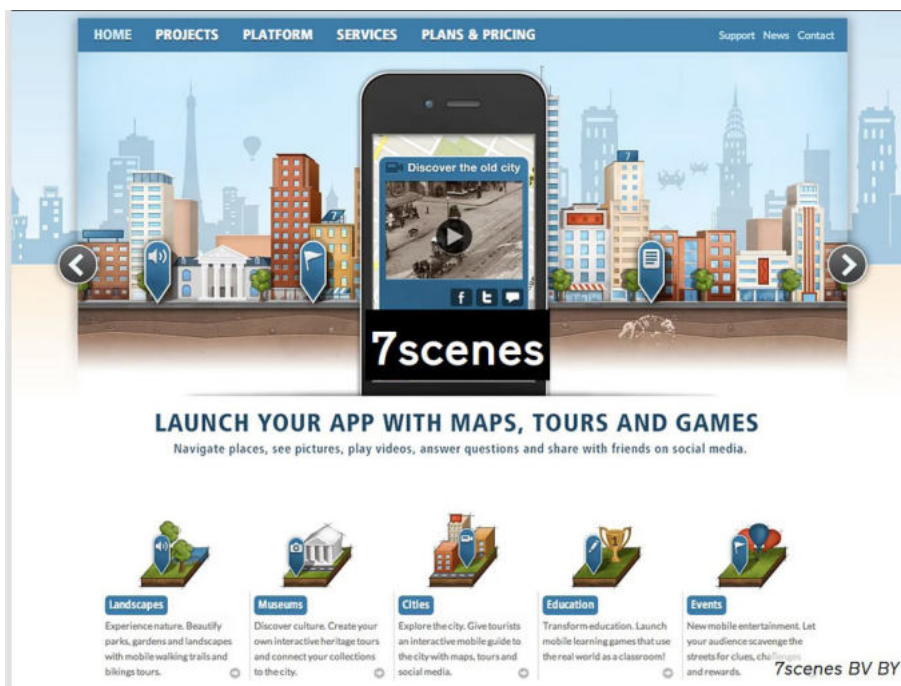 HOME PROJECTS PLATFORM SERVICES PLANS & PRICING Support News Contact
7
7
Discover the old city
7scenes
LAUNCH YOUR APP WITH MAPS, TOURS AND GAMES
Navigate places, see pictures, play videos, answer questions and share with friends on social media.
Landscapes
Experience nature. Beautify
parks, gardens and landscapes
with mobile walking trails and
bikings tours.
Museums
Discover culture. Create your
own interactive heritage tours
and connect your collections
to the city.
Cities
Explore the city. Give tourists
an interactive mobile guide to
the city with maps, tours and
social media.
Education
Transform education. Launch
mobile learning games that use
the real world as a classroom!
1
Events
New mobile entertainment. Let
your audience scavenge the
streets for clues, challenges
and rewards.
7scenes BV BY